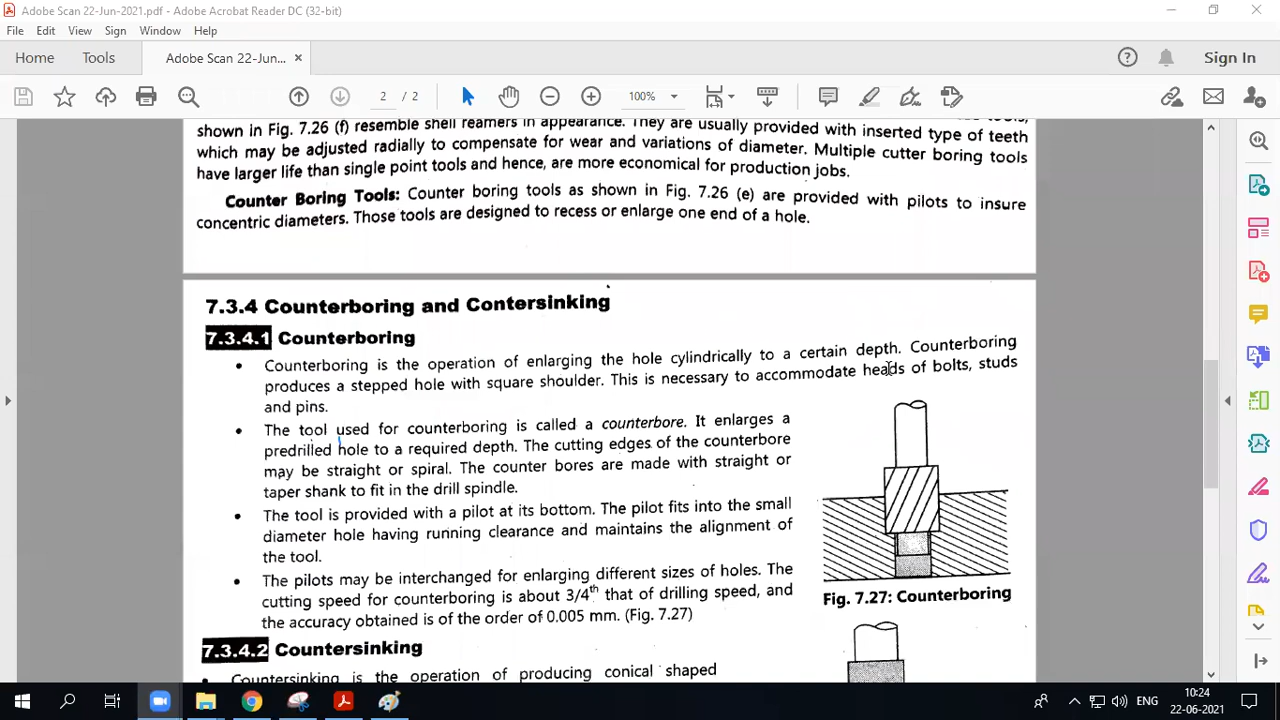 Adobe Scan 22-Jun-2021.pdf - Adobe Acrobat Reader DC (32-bit)
File Edit View Sign Window Help
Home Tools Adobe Scan 22-Jun... × Sign In
2 / 2 100%
shown in Fig. 7.26 (f) resemble shell reamers in appearance. They are usually provided with inserted type of teeth
which may be adjusted radially to compensate for wear and variations of diameter. Multiple cutter boring tools
have larger life than single point tools and hence, are more economical for production jobs.
Counter Boring Tools: Counter boring tools as shown in Fig. 7.26 (e) are provided with pilots to insure
concentric diameters. Those tools are designed to recess or enlarge one end of a hole.
7.3.4 Counterboring and Contersinking
7.3.4.1 Counterboring
• Counterboring is the operation of enlarging the hole cylindrically to a certain depth. Counterboring
produces a stepped hole with square shoulder. This is necessary to accommodate heads of bolts, studs
and pins.
• The tool used for counterboring is called a counterbore. It enlarges a
predrilled hole to a required depth. The cutting edges of the counterbore
may be straight or spiral. The counter bores are made with straight or
taper shank to fit in the drill spindle.
• The tool is provided with a pilot at its bottom. The pilot fits into the small
diameter hole having running clearance and maintains the alignment of
the tool.
• The pilots may be interchanged for enlarging different sizes of holes. The
cutting speed for counterboring is about 3/4th that of drilling speed, and
the accuracy obtained is of the order of 0.005 mm. (Fig. 7.27)
Fig. 7.27: Counterboring
7.3.4.2 Countersinking
• Countersinking is the operation of producing conical shaped
ENG
10:24
22-06-2021